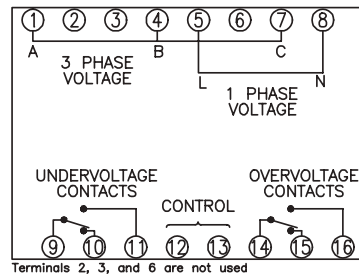 1 2 3 4 5 6 7 8
A B C
3 PHASE
VOLTAGE
L N
1 PHASE
VOLTAGE
UNDERVOLTAGE
CONTACTS
CONTROL
OVERVOLTAGE
CONTACTS
9 10 11 12 13 14 15 16
Terminals 2, 3, and 6 are not used